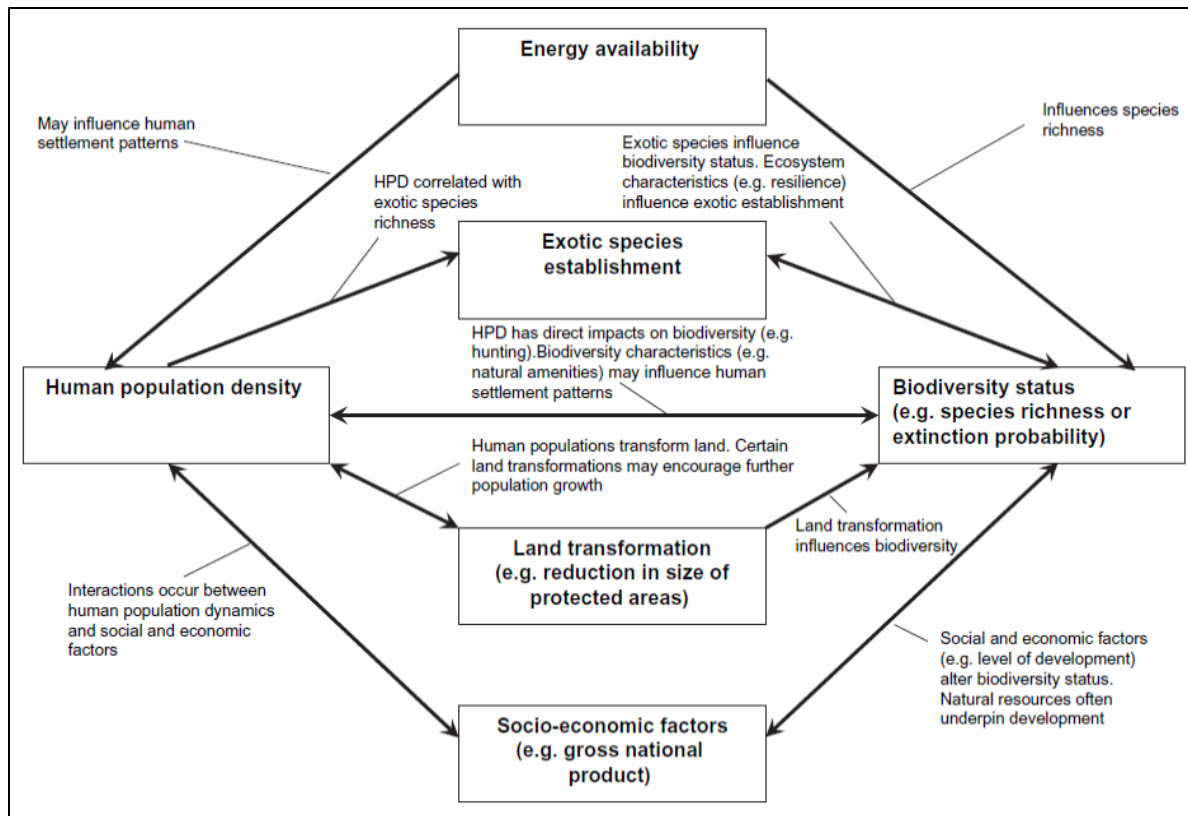 Energy availability
May influence human
settlement patterns
Influences species
richness
Exotic species influence
biodiversity status. Ecosystem
characteristics (e.g. resilience)
influence exotic establishment
HPD correlated with
exotic species
richness
Exotic species
establishment
HPD has direct impacts on biodiversity (e.g.
hunting).Biodiversity characteristics (e.g.
natural amenities) may influence human
settlement patterns
Human population density
Biodiversity status
(e.g. species richness or
extinction probability)
Human populations transform land. Certain
land transformations may encourage further
population growth
Land transformation
influences biodiversity
Land transformation
(e.g. reduction in size of
protected areas)
Interactions occur between
human population dynamics
and social and economic
factors
Social and economic factors
(e.g. level of development)
alter biodiversity status.
Natural resources often
underpin development
Socio-economic factors
(e.g. gross national
product)